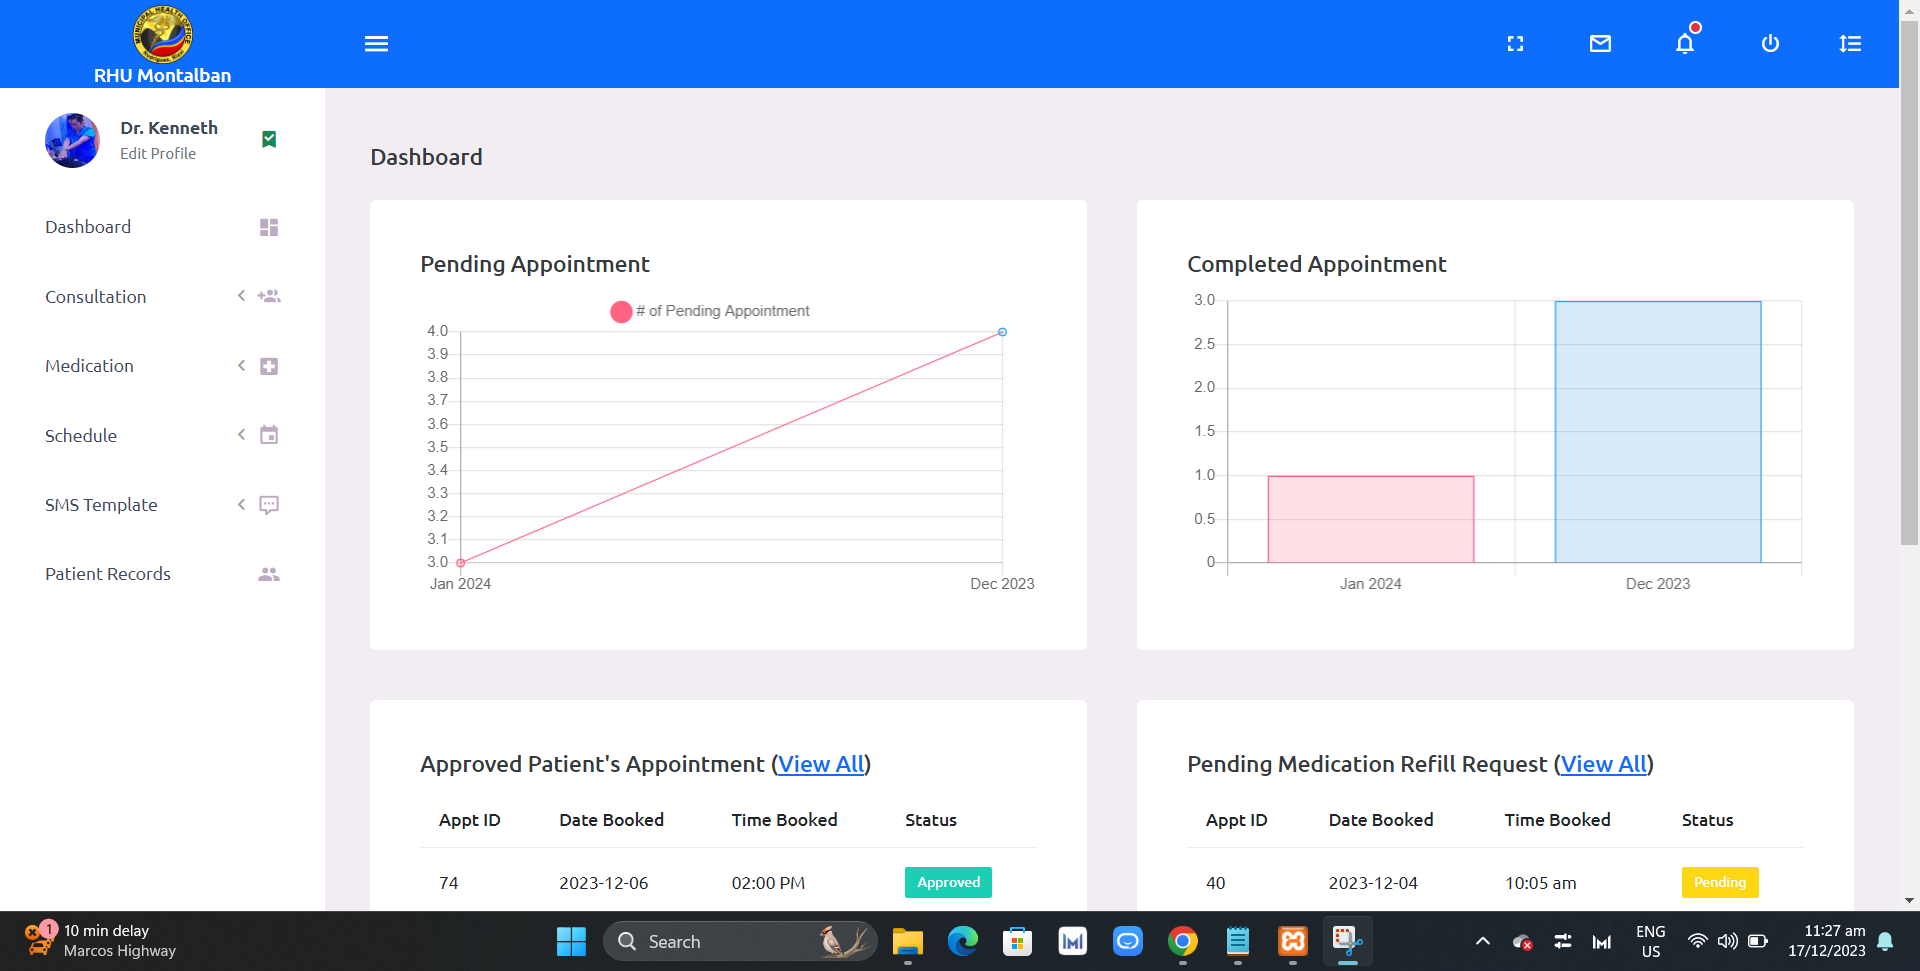 MUNICIPAL HEALTH OFFICE
RHU Montalban
Dr. Kenneth
Edit Profile
Dashboard
Consultation
Medication
Schedule
SMS Template
Patient Records
Dashboard
Pending Appointment
# of Pending Appointment
4.0
3.9
3.8
3.7
3.6
3.5
3.4
3.3
3.2
3.1
3.0
Jan 2024 Dec 2023
Completed Appointment
3.0
2.5
2.0
1.5
1.0
0.5
0
Jan 2024 Dec 2023
Approved Patient's Appointment (View All)
Appt ID Date Booked Time Booked Status
74 2023-12-06 02:00 PM Approved
Pending Medication Refill Request (View All)
Appt ID Date Booked Time Booked Status
40 2023-12-04 10:05 am Pending
1
10 min delay
Marcos Highway
Search
ENG
US
11:27 am
17/12/2023